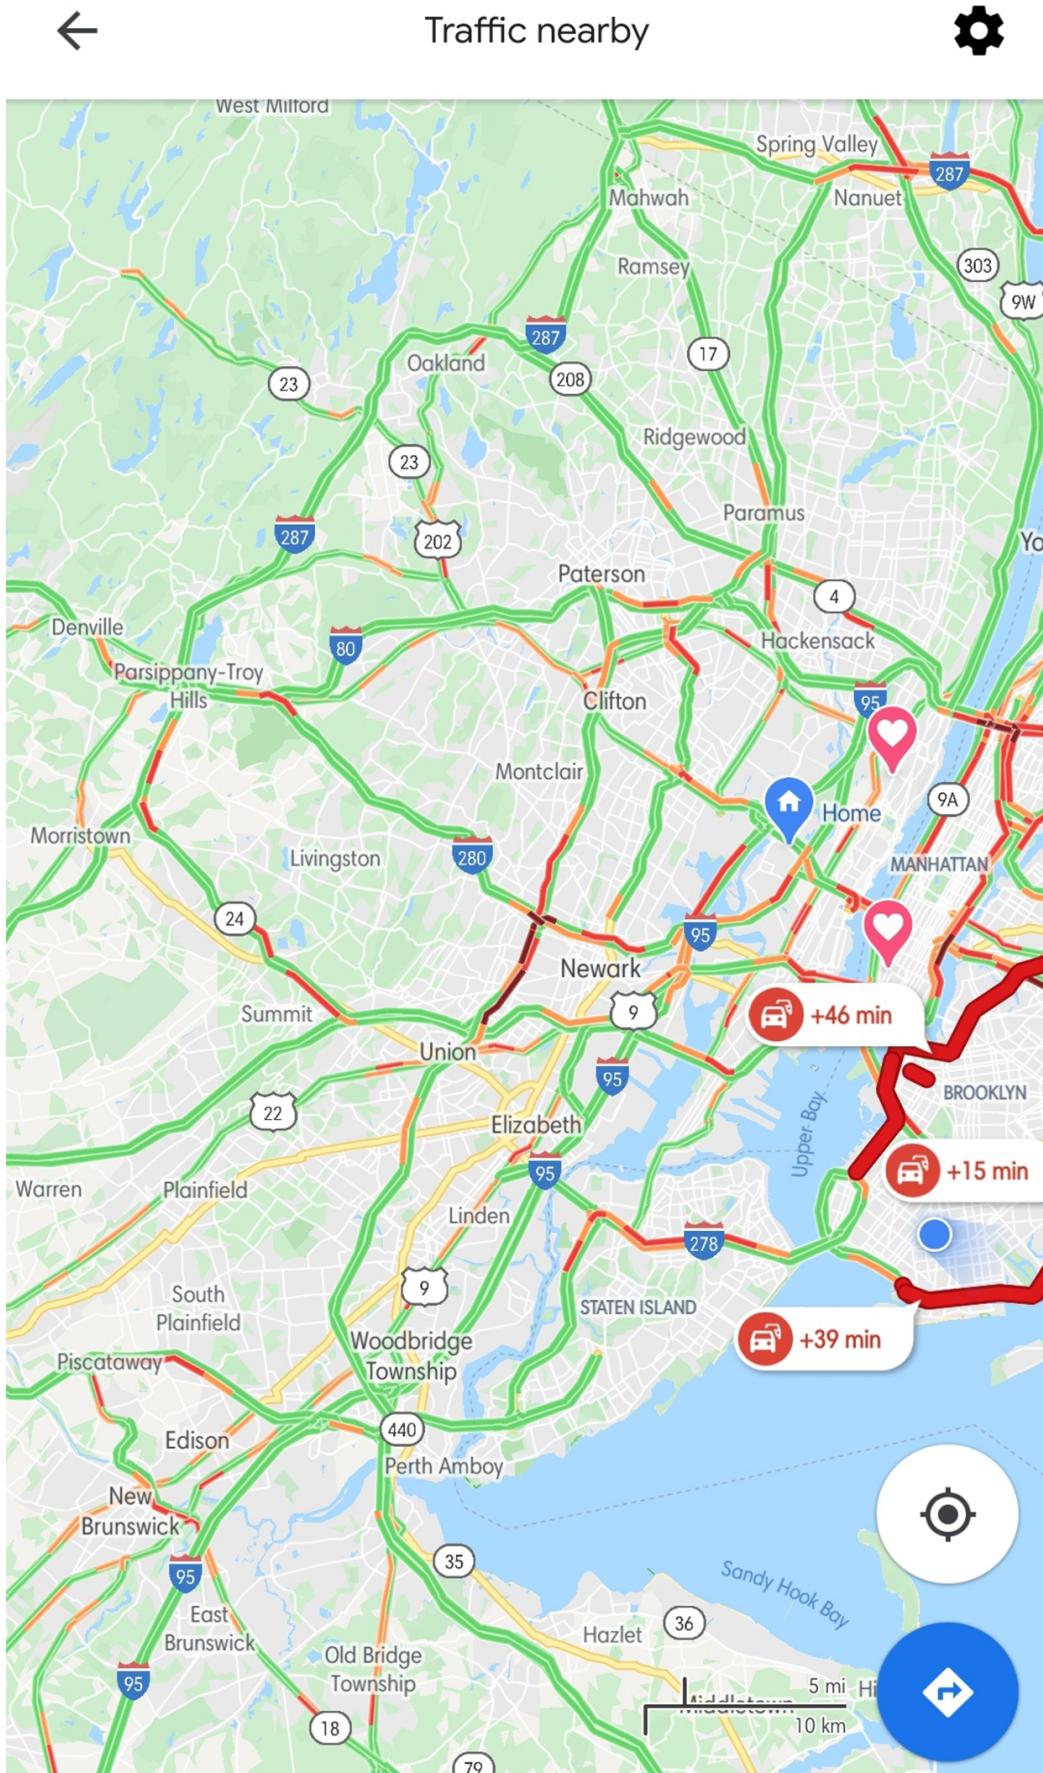 Traffic nearby
West Milford
Spring Valley
287
Mahwah
Nanuet
Ramsey
303
9W
287
17
Oakland
208
23
Ridgewood
23
Paramus
287
202
Yo
Paterson
4
Denville
Hackensack
80
Parsippany-Troy
Hills
Clifton
95
Montclair
9A
Home
Morristown
Livingston
280
MANHATTAN
24
95
Newark
Summit
9
+46 min
Union
95
BROOKLYN
22
Elizabeth
Upper Bay
95
+15 min
Warren
Plainfield
Linden
278
9
South
Plainfield
STATEN ISLAND
+39 min
Woodbridge
Township
Piscataway
440
Edison
Perth Amboy
New
Brunswick
35
95
Sandy Hook Bay
East
Brunswick
36
Hazlet
Old Bridge
Township
95
5 mi
Hi
Middletown
10 km
18
79